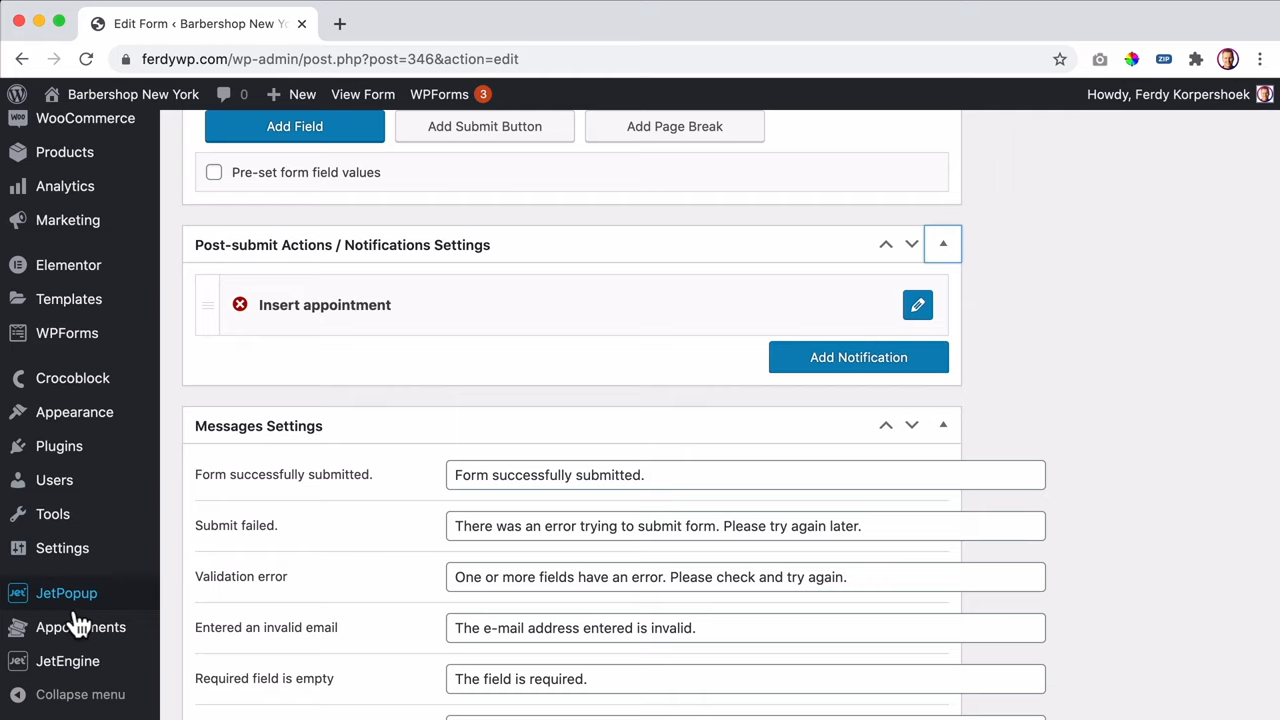 Edit Form ‹ Barbershop New Yo
ferdywp.com/wp-admin/post.php?post=346&action=edit
ZIP
Barbershop New York
0
New
View Form
WPForms 3
Howdy, Ferdy Korpershoek
WooCommerce
Products
Analytics
Marketing
Elementor
Templates
WPForms
Crocoblock
Appearance
Plugins
Users
Tools
Settings
Jet JetPopup
Appointments
Jet JetEngine
Collapse menu
Add Field
Add Submit Button
Add Page Break
Pre-set form field values
Post-submit Actions / Notifications Settings
Insert appointment
Add Notification
Messages Settings
Form successfully submitted. Form successfully submitted.
Submit failed. There was an error trying to submit form. Please try again later.
Validation error One or more fields have an error. Please check and try again.
Entered an invalid email The e-mail address entered is invalid.
Required field is empty The field is required.